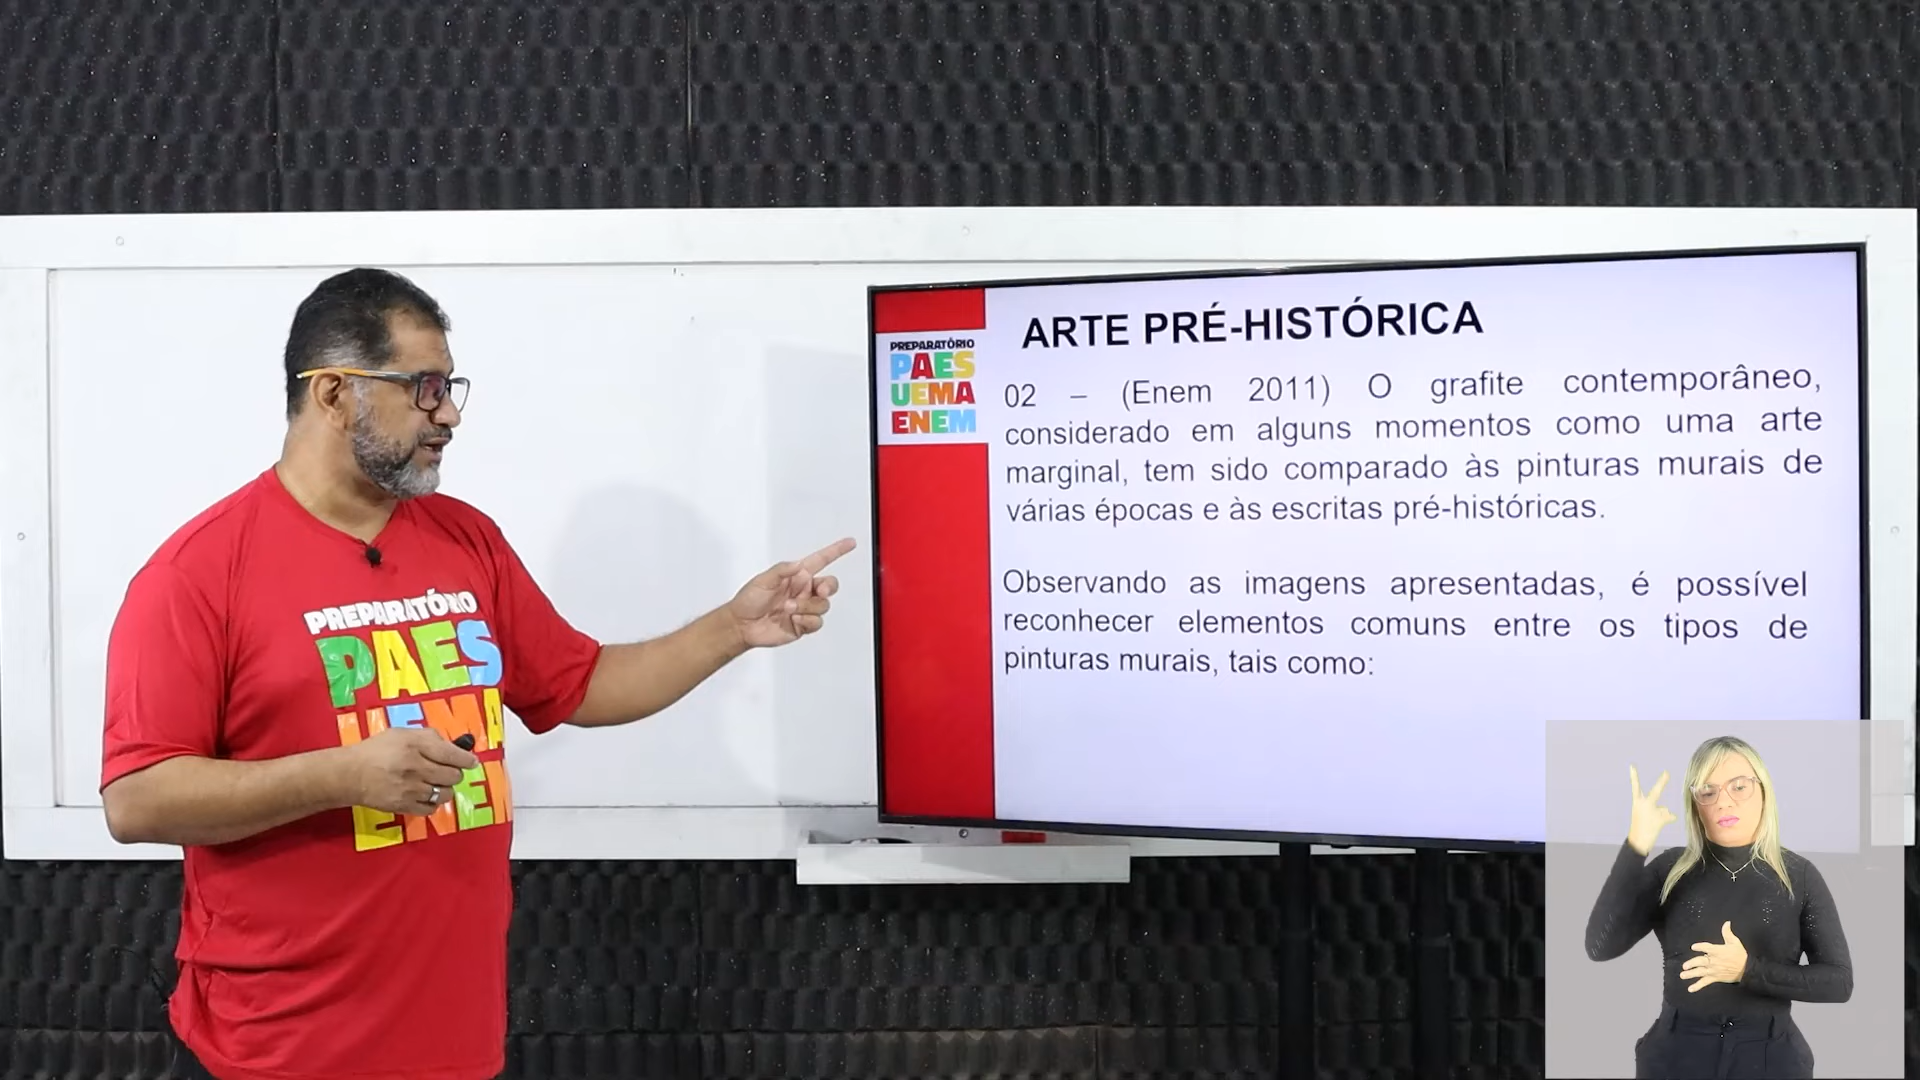 ARTE PRÉ-HISTÓRICA
PREPARATÓRIO
PAES
UEMA
ENEM
02 – (Enem 2011) O grafite contemporâneo,
considerado em alguns momentos como uma arte
marginal, tem sido comparado às pinturas murais de
várias épocas e às escritas pré-históricas.
Observando as imagens apresentadas, é possível
reconhecer elementos comuns entre os tipos de
pinturas murais, tais como:
PREPARATÓRIO
PAES
UEMA
ENEM